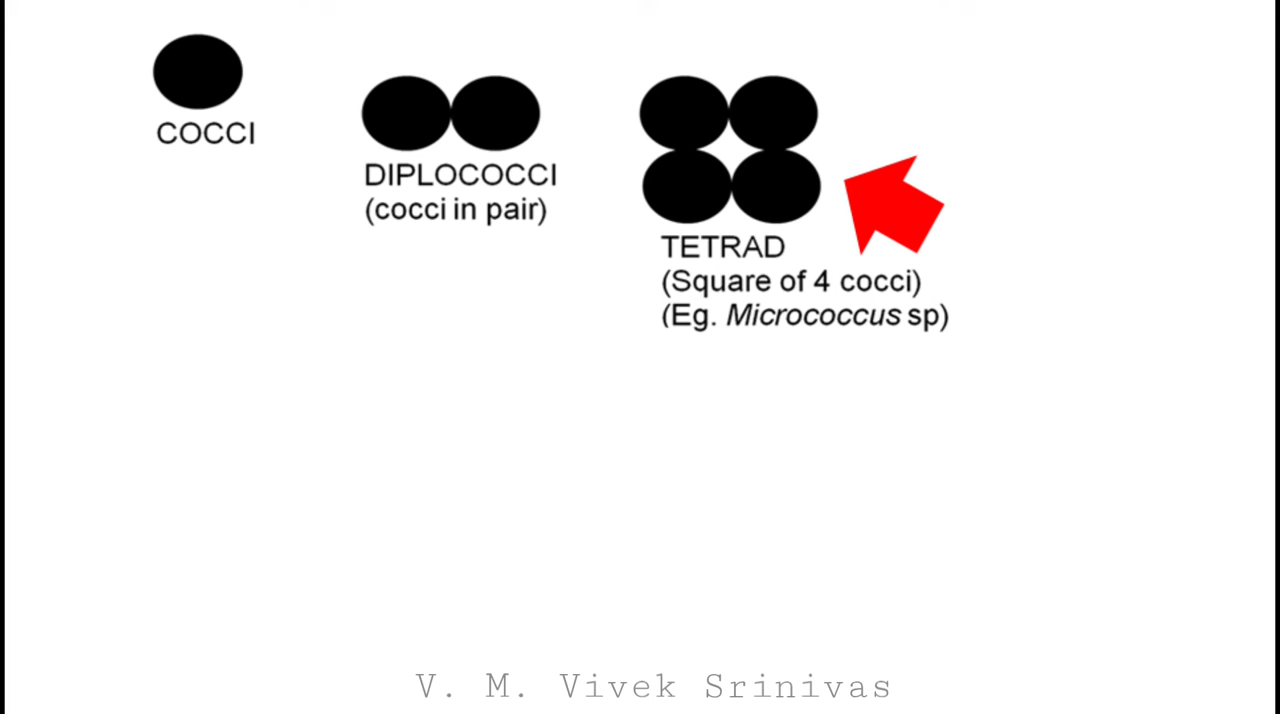 COCCI
DIPLOCOCCI
(cocci in pair)
TETRAD
(Square of 4 cocci)
(Eg. Micrococcus sp)
V. M. Vivek Srinivas